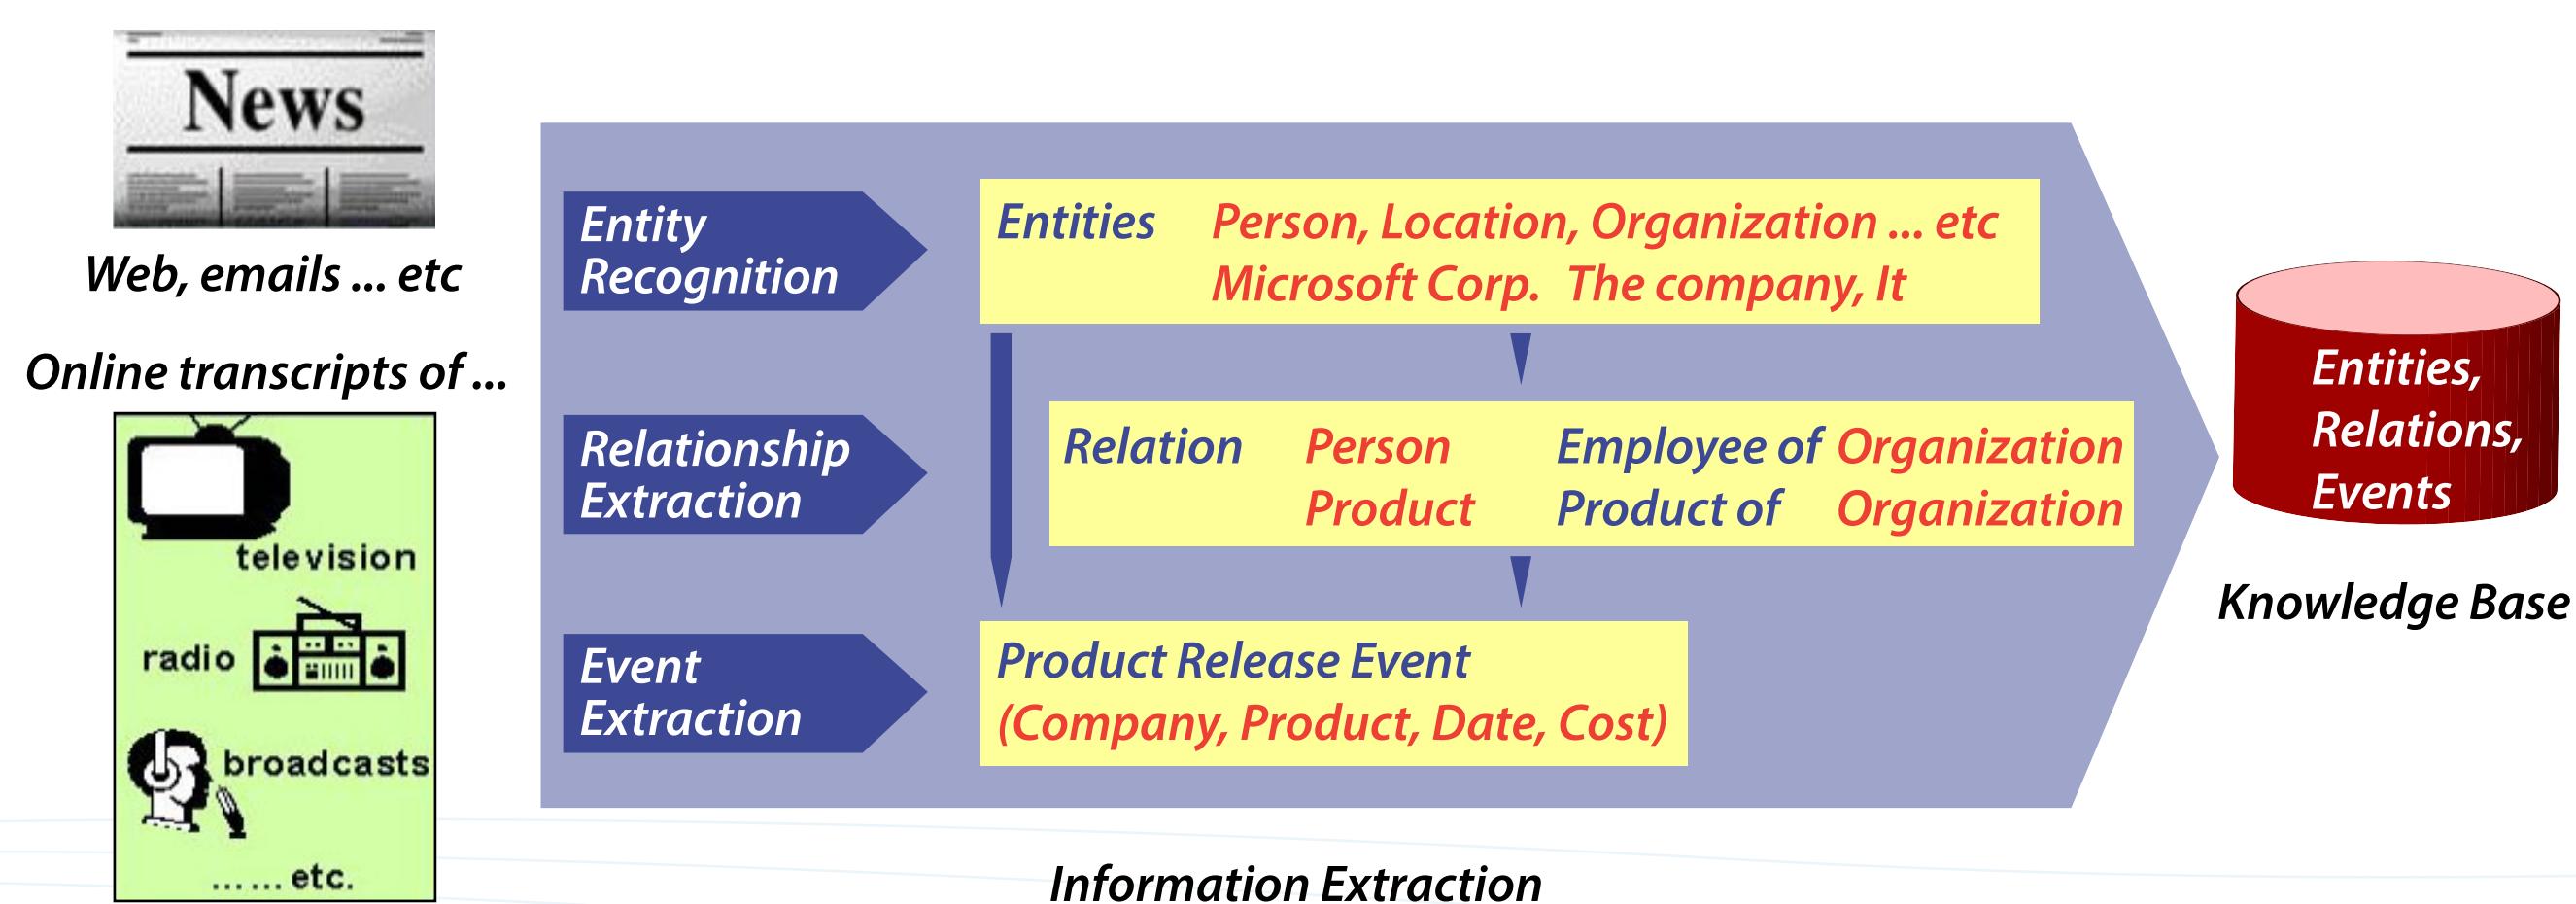 News
Web, emails ... etc
Online transcripts of ...
television
radio
broadcasts
...... etc.
Entity
Recognition
Entities Person, Location, Organization ... etc
Microsoft Corp. The company, It
Relationship
Extraction
Relation Person Employee of Organization
Product Product of Organization
Event
Extraction
Product Release Event
(Company, Product, Date, Cost)
Information Extraction
Entities,
Relations,
Events
Knowledge Base